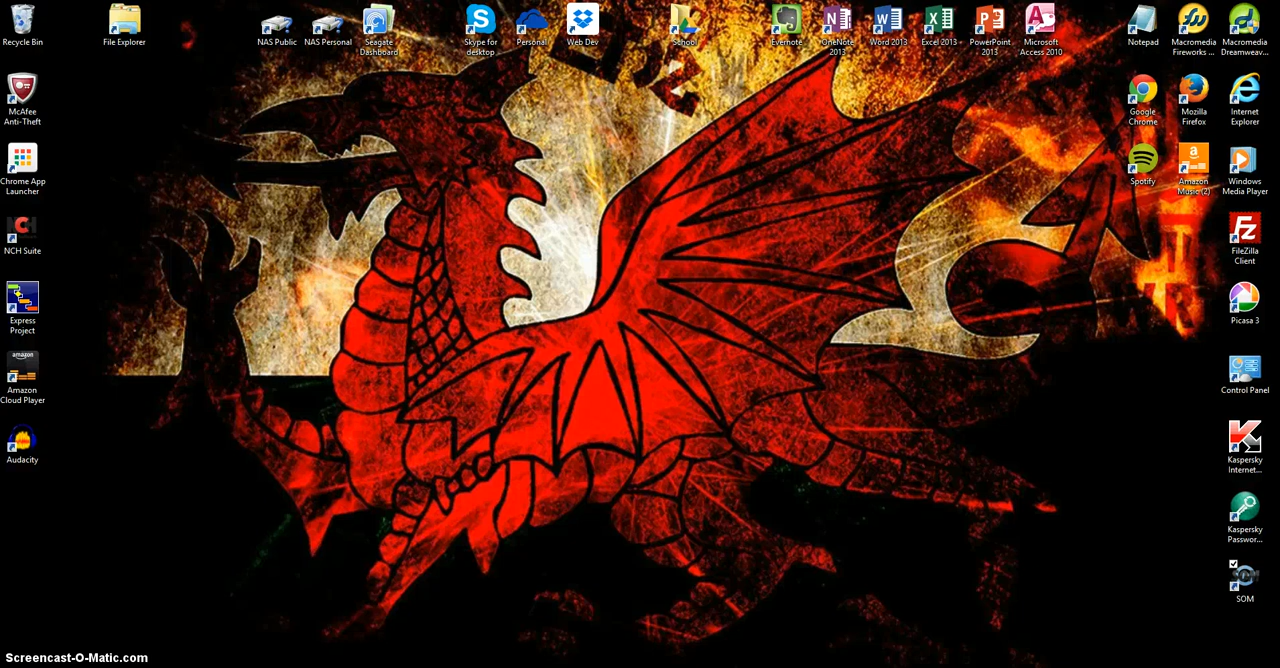 Recycle Bin
File Explorer
NAS Public
NAS Personal
Seagate
Dashboard
Skype for
desktop
Personal
Web Dev
School
Evernote
OneNote
2013
Word 2013
Excel 2013
PowerPoint
2013
Microsoft
Access 2010
Notepad
Macromedia
Fireworks ...
Macromedia
Dreamweav...
McAfee
Anti-Theft
Google
Chrome
Mozilla
Firefox
Internet
Explorer
Chrome App
Launcher
Spotify
Amazon
Music (2)
Windows
Media Player
NCH Suite
FileZilla
Client
Express
Project
Picasa 3
amazon
Amazon
Cloud Player
Control Panel
Audacity
Kaspersky
Internet...
Kaspersky
Passwor...
SOM
Screencast-O-Matic.com